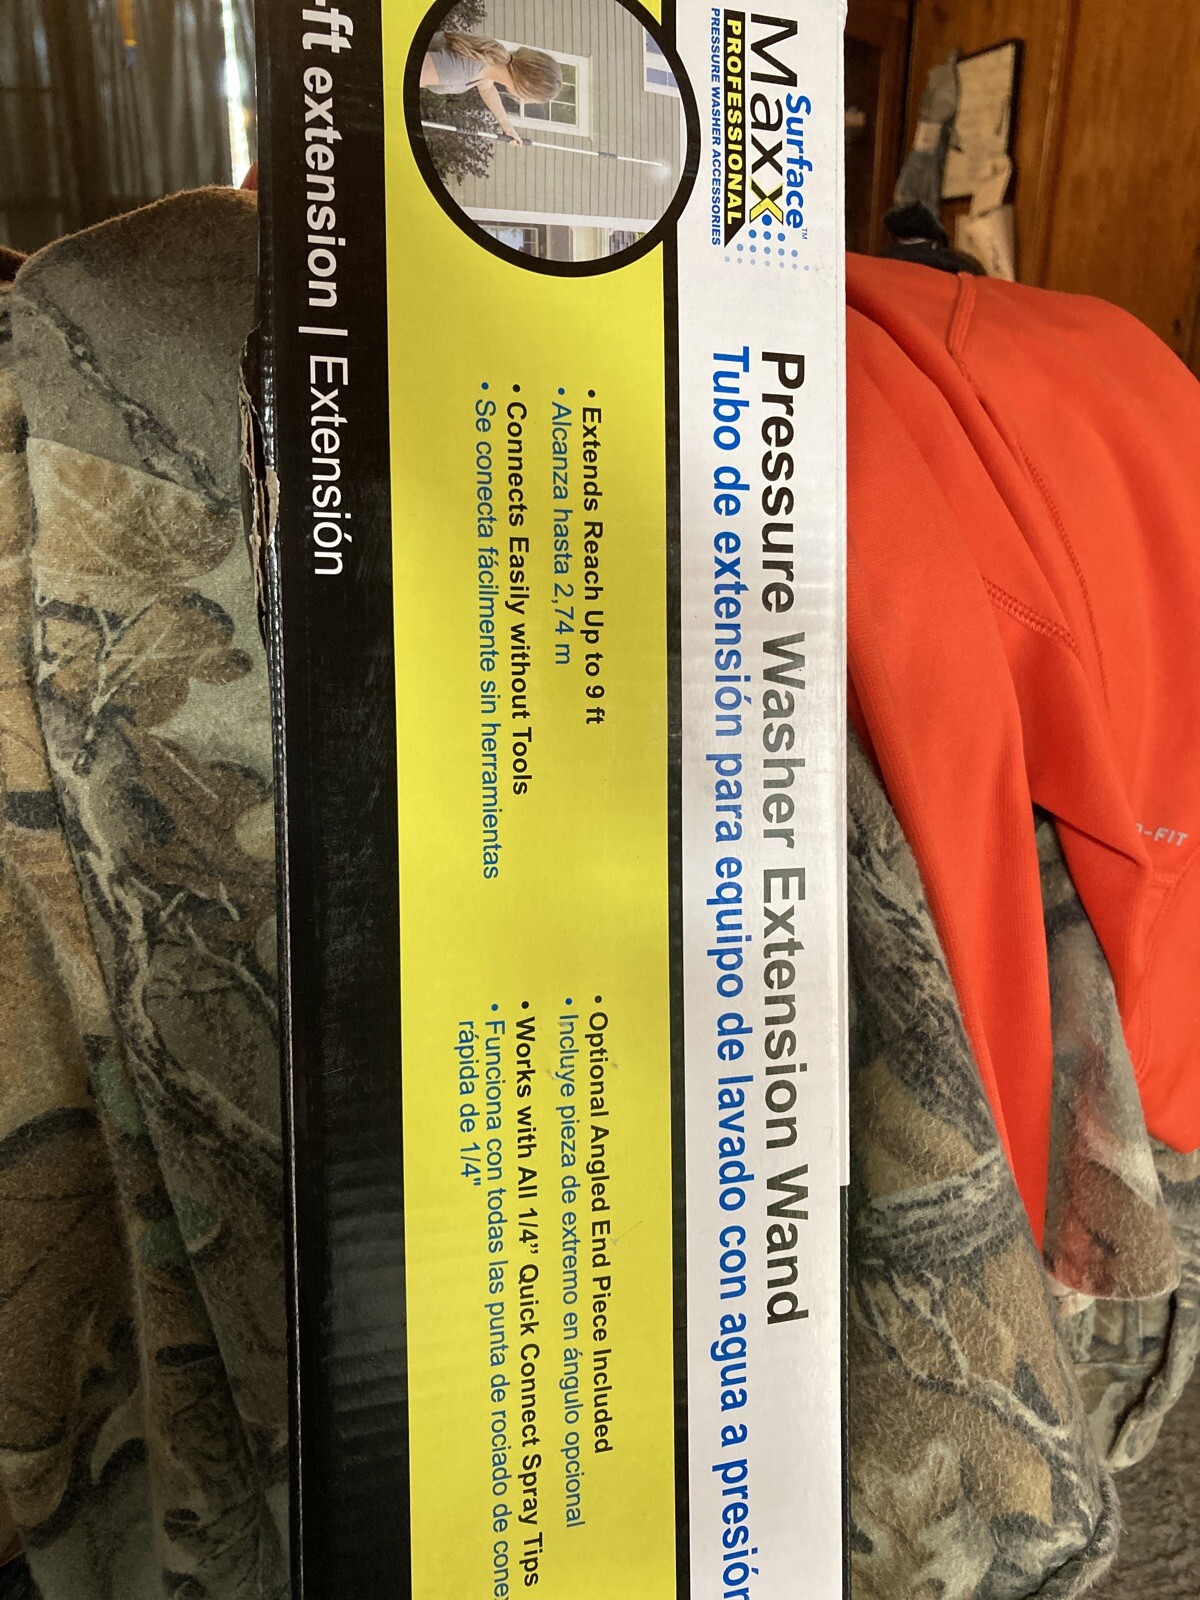 Surface™
Maxx
PROFESSIONAL
PRESSURE WASHER ACCESSORIES
Pressure Washer Extension Wand
Tubo de extensión para equipo de lavado con agua a presión
• Extends Reach Up to 9 ft
• Alcanza hasta 2,74 m
• Connects Easily without Tools
• Se conecta fácilmente sin herramientas
• Optional Angled End Piece Included
• Incluye pieza de extremo en ángulo opcional
• Works with All 1/4” Quick Connect Spray Tips
• Funciona con todas las punta de rociado de conex
rápida de 1/4"
-ft extension | Extensión
-FIT